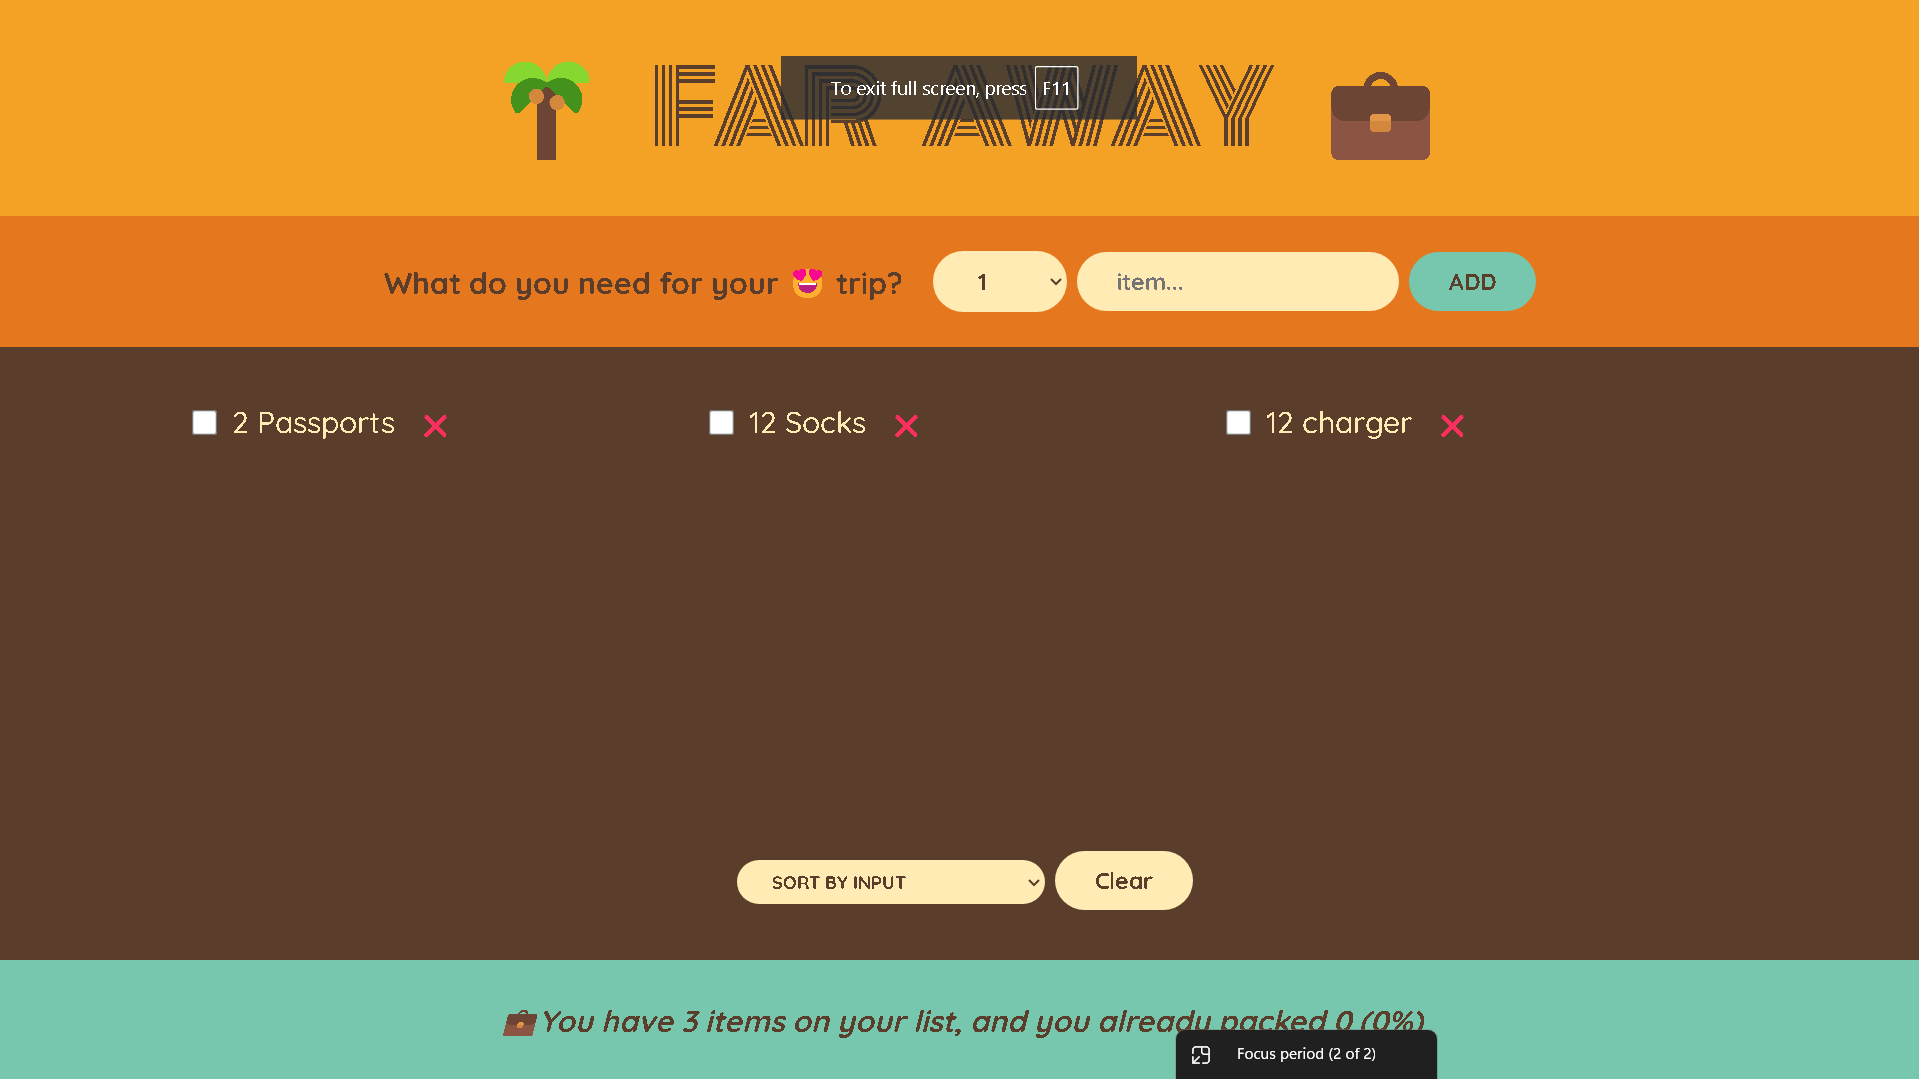 FAR AWAY
To exit full screen, press F11
What do you need for your 😍 trip?
1
item...
ADD
2 Passports
12 Socks
12 charger
SORT BY INPUT
Clear
You have 3 items on your list, and you already packed 0 (0%)
Focus period (2 of 2)